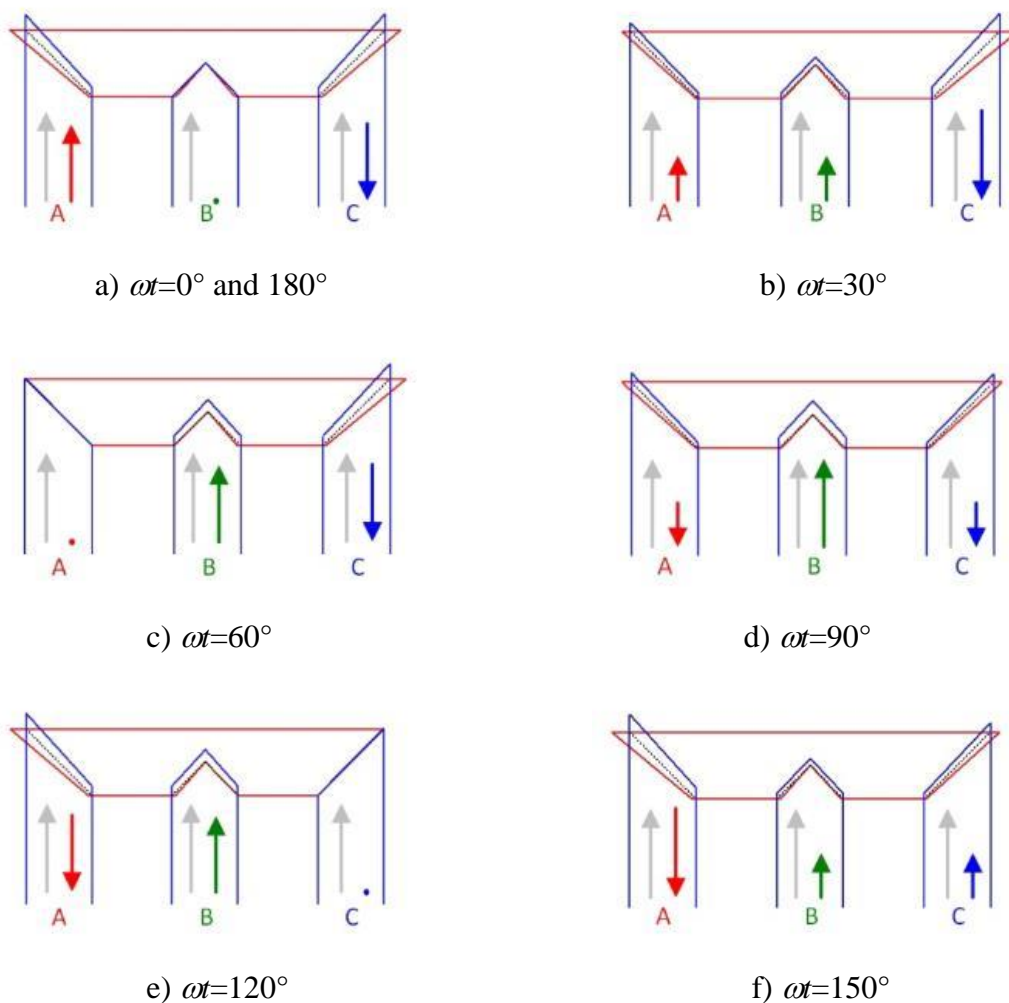 A B C A B C
a) ωt=0° and 180° b) ωt=30°
A B C A B C
c) ωt=60° d) ωt=90°
A B C A B C
e) ωt=120° f) ωt=150°